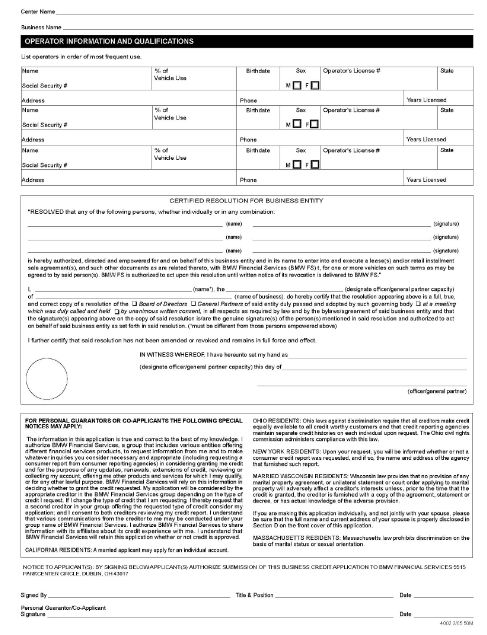 Center Name
Business Name
OPERATOR INFORMATION AND QUALIFICATIONS
List operators in order of most frequent use.
Name % of Vehicle Use Birthdate Sex Operator's License # State
Social Security # M F
Address Phone Years Licensed
Name % of Vehicle Use Birthdate Sex Operator's License # State
Social Security # M F
Address Phone Years Licensed
Name % of Vehicle Use Birthdate Sex Operator's License # State
Social Security # M F
Address Phone Years Licensed
CERTIFIED RESOLUTION FOR BUSINESS ENTITY
"RESOLVED that any of the following persons, whether individually or in any combination:
(name) (signature)
(name) (signature)
(name) (signature)
is hereby authorized, directed and empowered for and on behalf of this business entity and in its name to enter into and execute a lease(s) and/or retail installment
sale agreement(s), and such other documents as are related thereto, with BMW Financial Services (BMW FS) f, for one or more vehicles on such terms as may be
agreed to by said person(s). BMW FS is authorized to act upon this resolution until written notice of its revocation is delivered to BMW FS."
I, (name*), the (designate officer/general partner capacity)
of (name of business), do hereby certify that the resolution appearing above is a full, true,
and correct copy of a resolution of the ❑ Board of Directors ❑ General Partners of said entity duly passed and adopted by such governing body ❑ at a meeting
which was duly called and held ❑ by unanimous written consent, in all respects as required by law and by the bylaws/agreement of said business entity and that
the signature(s) appearing above on the copy of said resolution is/are the genuine signature(s) of the person(s) mentioned in said resolution and authorized to act
on behalf of said business entity as set forth in said resolution. (*must be different from those persons empowered above)
I further certify that said resolution has not been amended or revoked and remains in full force and effect.
IN WITNESS WHEREOF, I have hereunto set my hand as
(designate officer/general partner capacity) this day of
(officer/general partner)
FOR PERSONAL GUARANTORS OR CO-APPLICANTS THE FOLLOWING SPECIAL
NOTICES MAY APPLY:
The information in this application is true and correct to the best of my knowledge. I
authorize BMW Financial Services, a group that includes various entities offering
different financial services products, to request information from me and to make
whatever inquiries you consider necessary and appropriate (including requesting a
consumer report from consumer reporting agencies) in considering granting me credit
and for the purpose of any updates, renewals, extensions of credit, reviewing or
collecting my account, offering me other products and services for which I may qualify,
or for any other lawful purpose. BMW Financial Services will rely on this information in
deciding whether to grant the credit requested. My application will be considered by the
appropriate creditor in the BMW Financial Services group depending on the type of
credit I request. If I change the type of credit I am requesting, I hereby request that
a second creditor in your group offering the requested type of credit consider my
application; and I consent to both creditors reviewing my credit report. I understand
that various communications from the creditor to me may be conducted under your
group name of BMW Financial Services. I authorize BMW Financial Services to share
information with its affiliates about its credit experience with me. I understand that
BMW Financial Services will retain this application whether or not credit is approved.
CALIFORNIA RESIDENTS: A married applicant may apply for an individual account.
OHIO RESIDENTS: Ohio laws against discrimination require that all creditors make credit
equally available to all credit worthy customers and that credit reporting agencies
maintain separate credit histories on each individual upon request. The Ohio civil rights
commission administers compliance with this law.
NEW YORK RESIDENTS: Upon your request, you will be informed whether or not a
consumer credit report was requested, and if so, the name and address of the agency
that furnished such report.
MARRIED WISCONSIN RESIDENTS: Wisconsin law provides that no provision of any
marital property agreement, or unilateral statement or court order applying to marital
property will adversely affect a creditor's interests unless, prior to the time that the
credit is granted, the creditor is furnished with a copy of the agreement, statement or
decree, or has actual knowledge of the adverse provision.
If you are making this application individually, and not jointly with your spouse, please
be sure that the full name and current address of your spouse is properly disclosed in
Section D on the front cover of this application.
MASSACHUSETTS RESIDENTS: Massachusetts law prohibits discrimination on the
basis of marital status or sexual orientation.
NOTICE TO APPLICANT(S): BY SIGNING BELOW APPLICANT(S) AUTHORIZE SUBMISSION OF THIS BUSINESS CREDIT APPLICATION TO BMW FINANCIAL SERVICES 5515
PARKCENTER CIRCLE, DUBLIN, OH 43017
Signed By Title & Position Date
Personal Guarantor/Co-Applicant
Signature Date